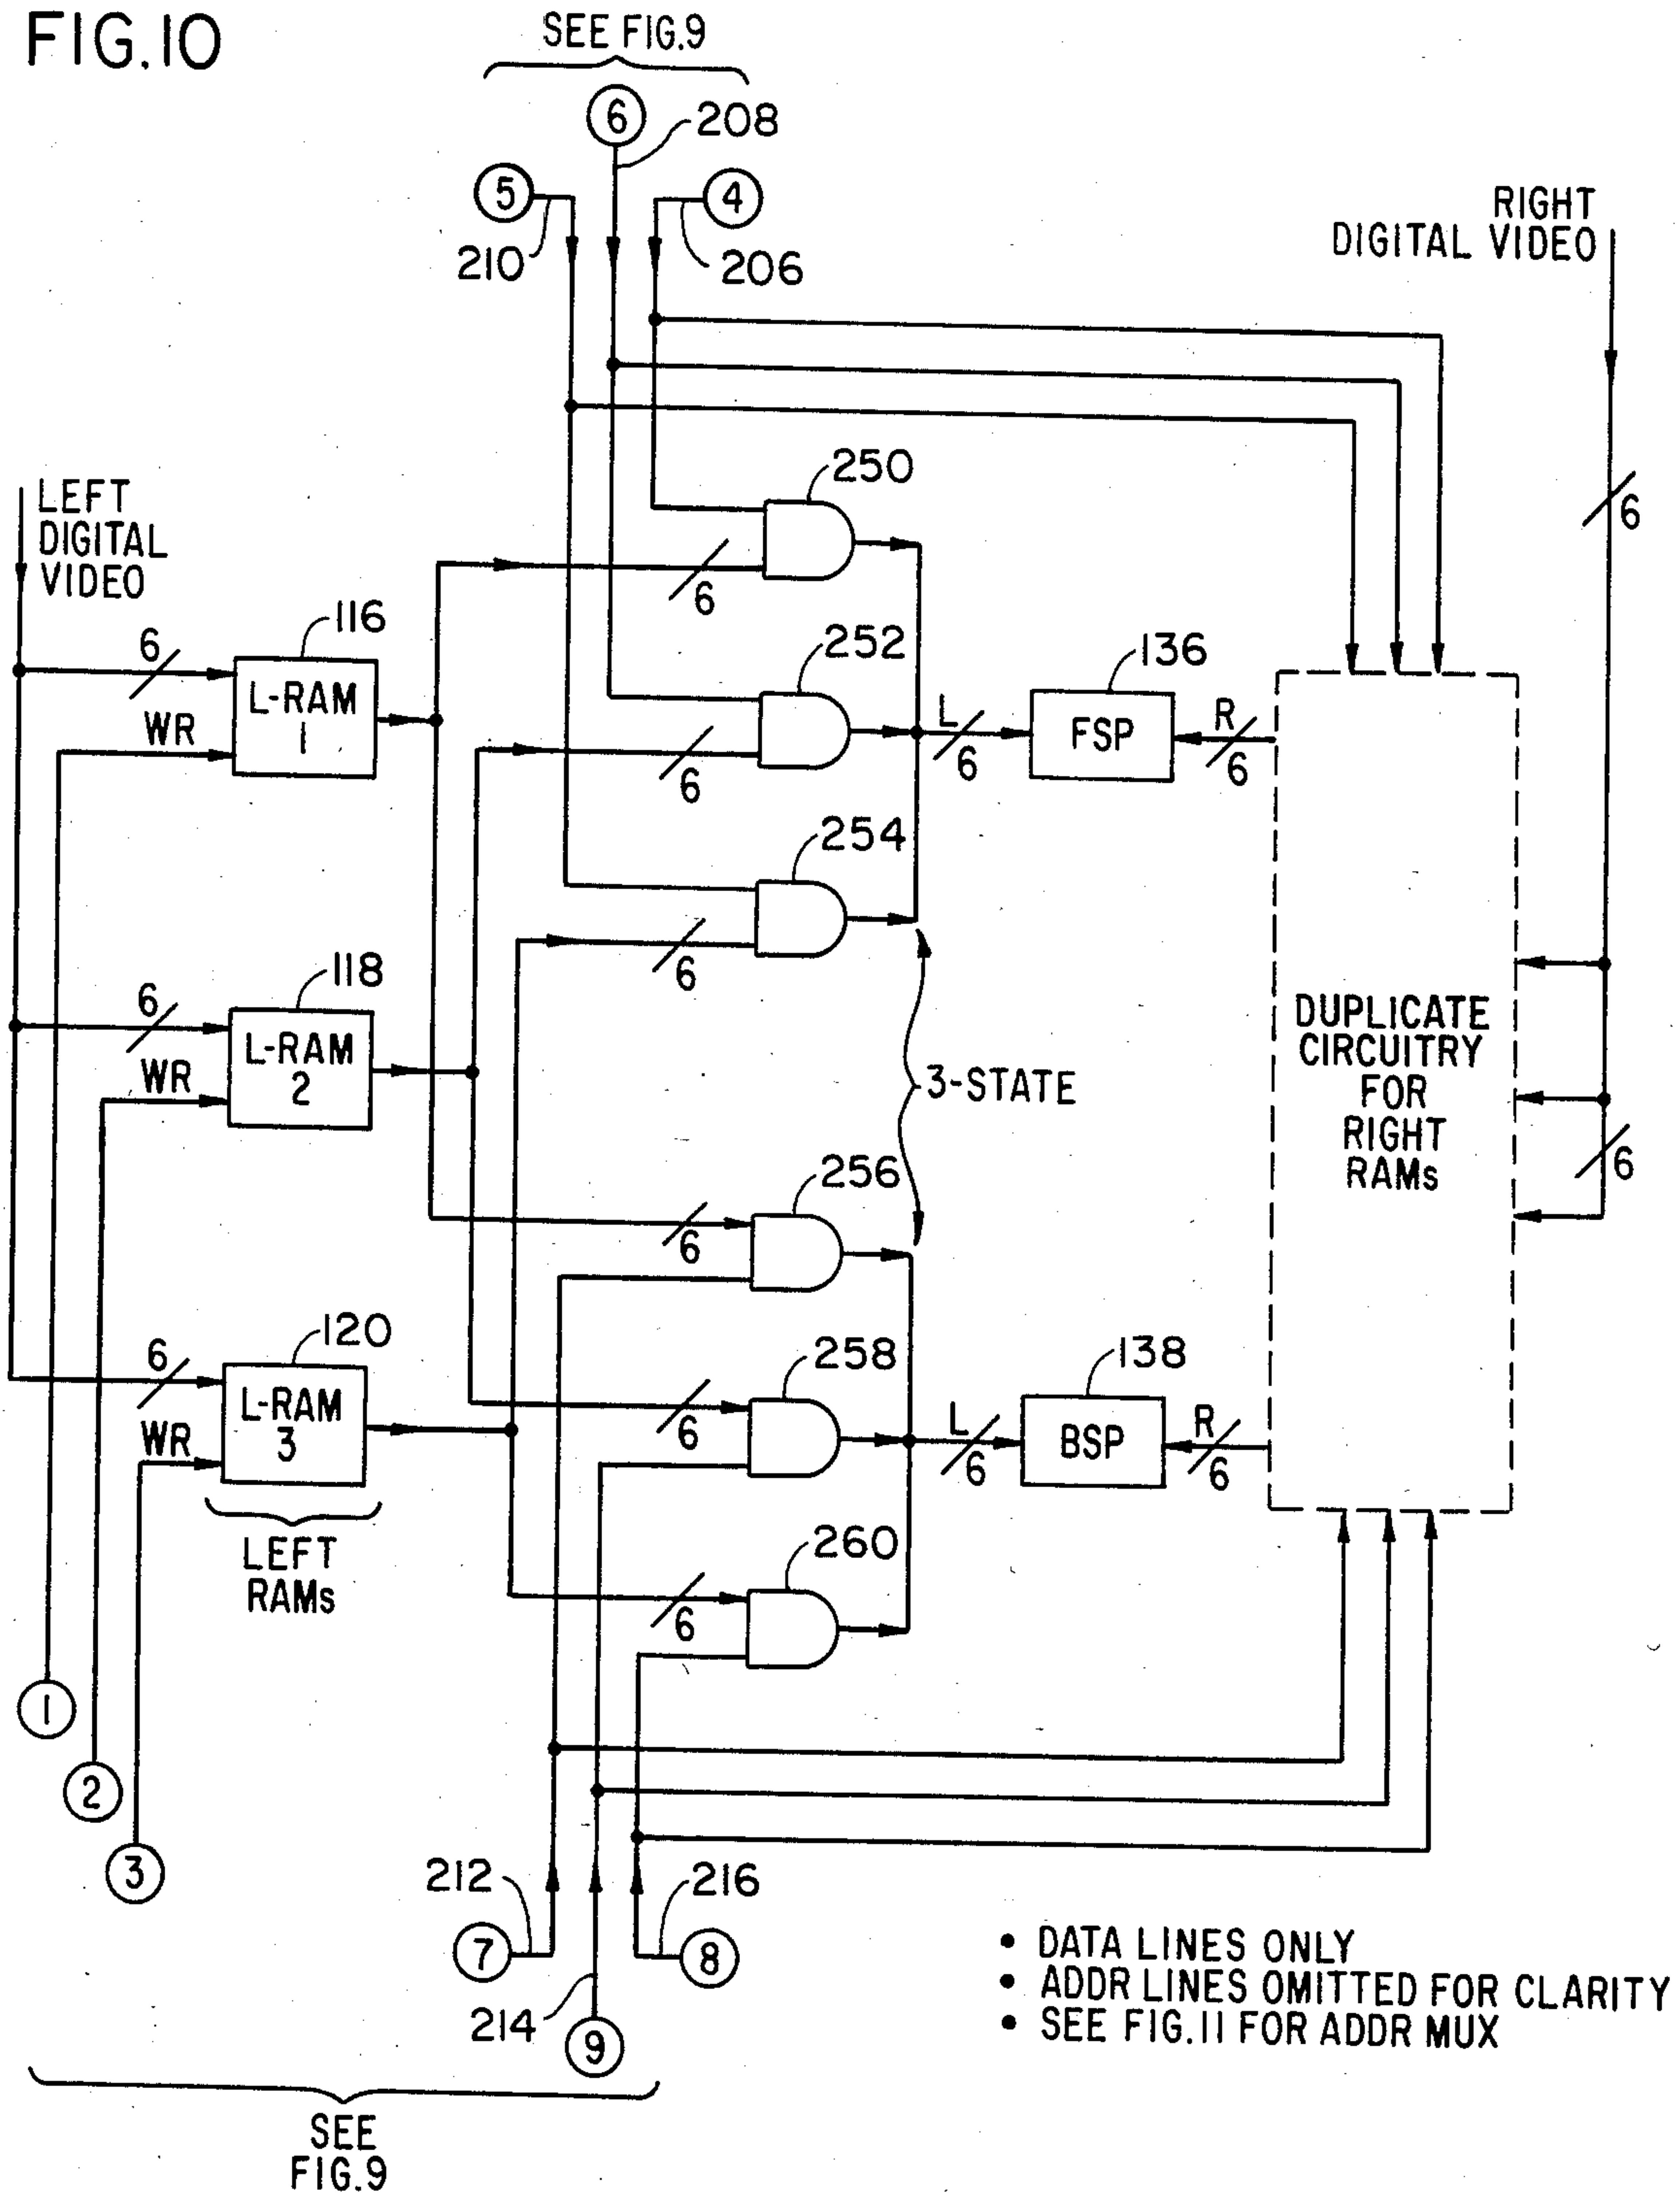 FIG.10
SEE FIG.9
6
208
5
4
210
206
RIGHT
DIGITAL VIDEO
6
LEFT
DIGITAL
VIDEO
250
6
6
116
L-RAM
1
WR
252
6
L
6
136
FSP
R
6
254
6
6
118
L-RAM
2
WR
3-STATE
DUPLICATE
CIRCUITRY
FOR
RIGHT
RAMs
6
256
6
6
120
L-RAM
3
WR
258
6
L
6
138
BSP
R
6
LEFT
RAMs
260
6
1
2
3
212
216
7
8
214
9
• DATA LINES ONLY
• ADDR LINES OMITTED FOR CLARITY
• SEE FIG.11 FOR ADDR MUX
SEE
FIG.9